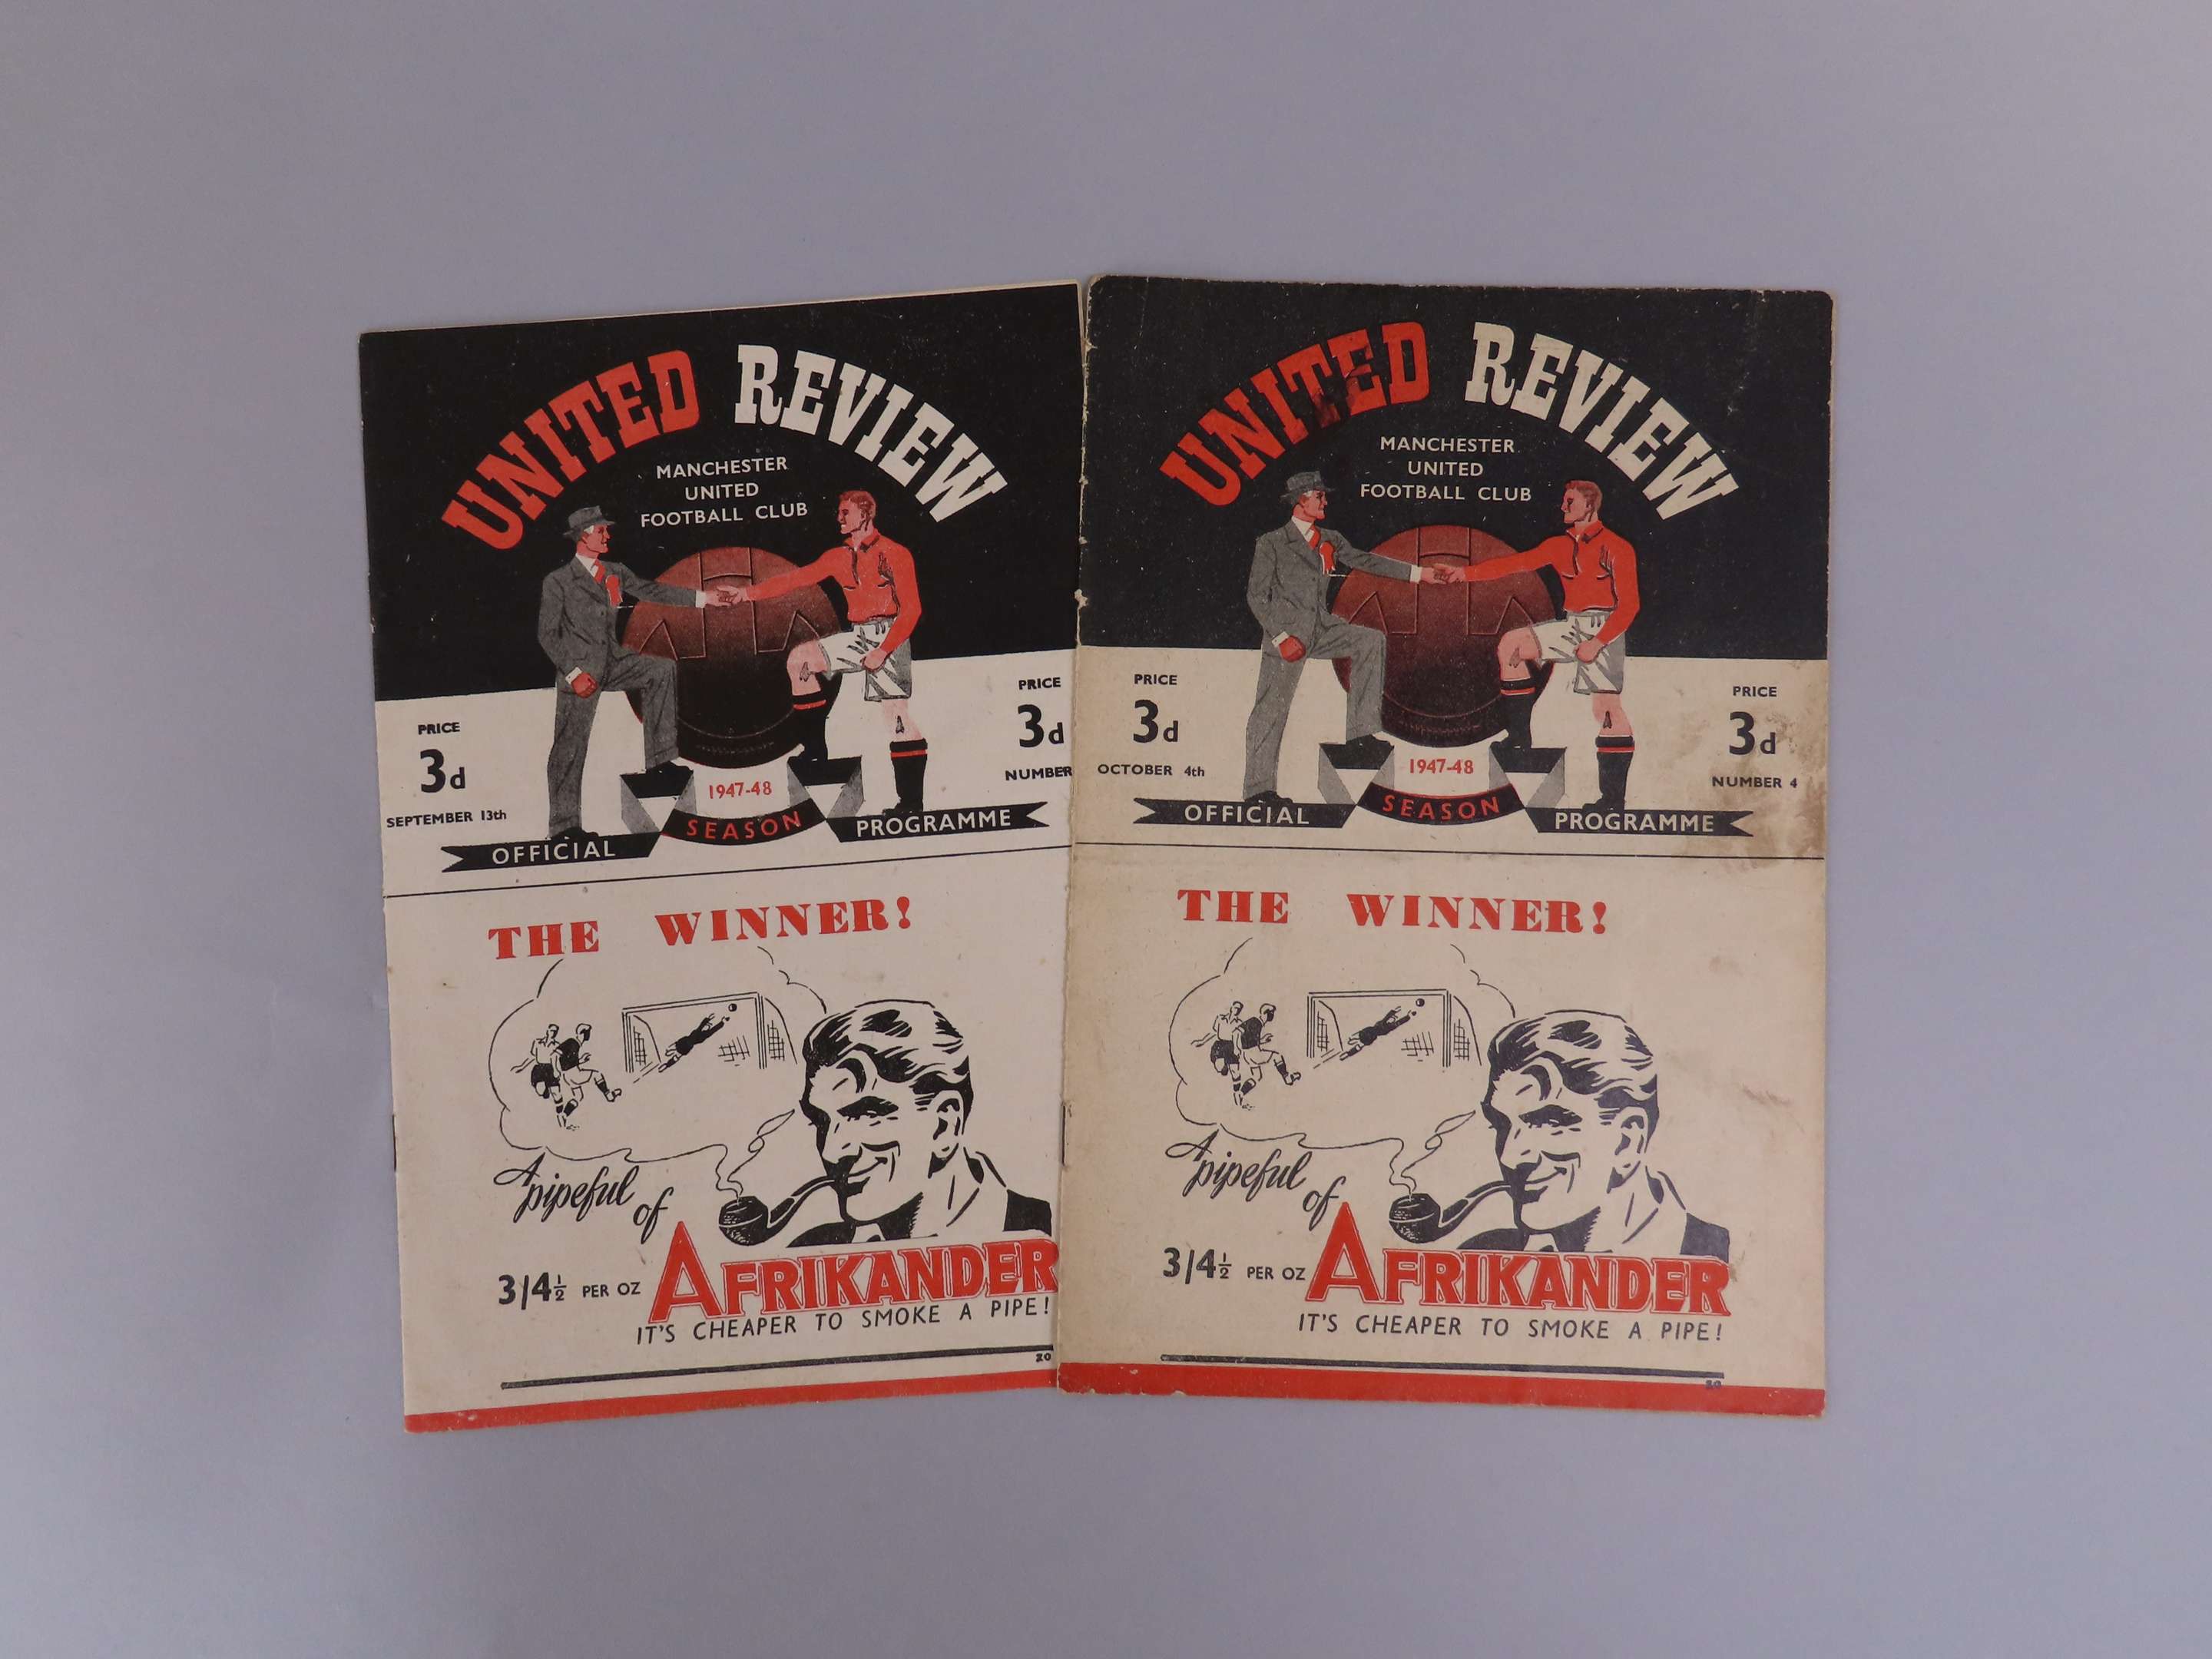 UNITED REVIEW
MANCHESTER
UNITED
FOOTBALL CLUB
PRICE
3d
SEPTEMBER 13th
PRICE
3d
NUMBER
1947-48
SEASON
OFFICIAL
PROGRAMME
THE WINNER!
A pipeful
of
3/4½ PER OZ
AFRIKANDER
IT'S CHEAPER TO SMOKE A PIPE!
20
UNITED REVIEW
MANCHESTER
UNITED
FOOTBALL CLUB
PRICE
3d
OCTOBER 4th
PRICE
3d
NUMBER 4
1947-48
SEASON
OFFICIAL
PROGRAMME
THE WINNER!
A pipeful
of
3/4½ PER OZ
AFRIKANDER
IT'S CHEAPER TO SMOKE A PIPE!
20